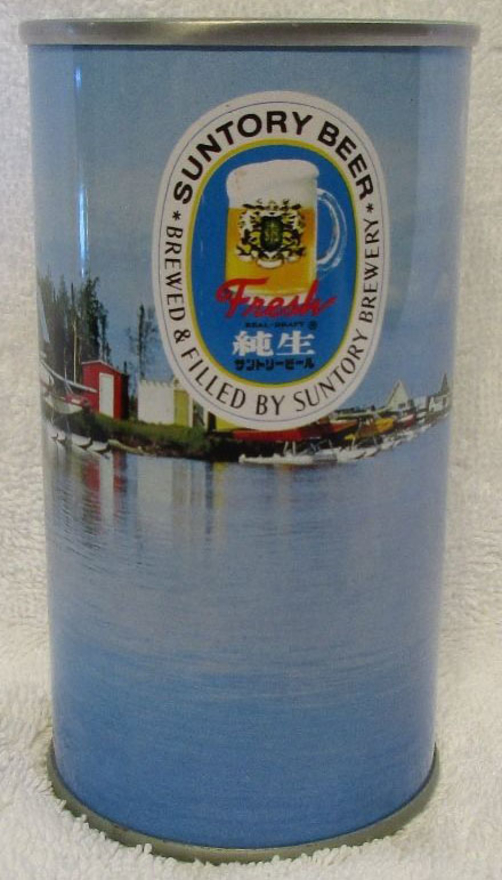 SUNTORY BEER
Fresh
REAL-DRAFT ®
純生
サントリービール
* BREWED & FILLED BY SUNTORY BREWERY *